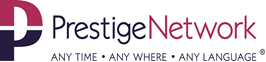 PrestigeNetwork
ANY TIME • ANY WHERE • ANY LANGUAGE ®